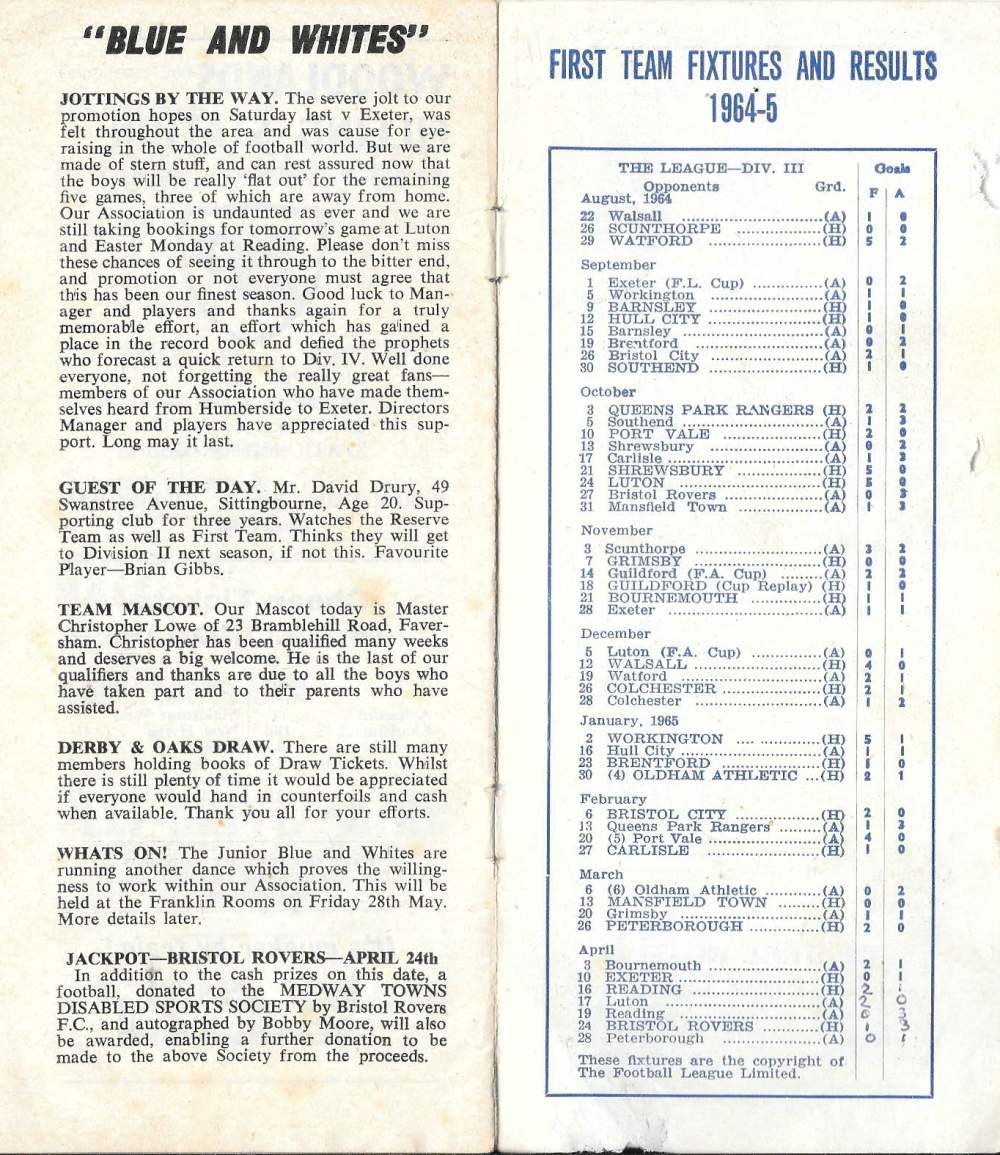 "BLUE AND WHITES"
JOTTINGS BY THE WAY. The severe jolt to our
promotion hopes on Saturday last v Exeter, was
felt throughout the area and was cause for eye-
raising in the whole of football world. But we are
made of stern stuff, and can rest assured now that
the boys will be really 'flat out' for the remaining
five games, three of which are away from home.
Our Association is undaunted as ever and we are
still taking bookings for tomorrow's game at Luton
and Easter Monday at Reading. Please don't miss
these chances of seeing it through to the bitter end,
and promotion or not everyone must agree that
this has been our finest season. Good luck to Man-
ager and players and thanks again for a truly
memorable effort, an effort which has gained a
place in the record book and defied the prophets
who forecast a quick return to Div. IV. Well done
everyone, not forgetting the really great fans—
members of our Association who have made them-
selves heard from Humberside to Exeter. Directors
Manager and players have appreciated this sup-
port. Long may it last.
GUEST OF THE DAY. Mr. David Drury, 49
Swanstree Avenue, Sittingbourne, Age 20. Sup-
porting club for three years. Watches the Reserve
Team as well as First Team. Thinks they will get
to Division II next season, if not this. Favourite
Player—Brian Gibbs.
TEAM MASCOT. Our Mascot today is Master
Christopher Lowe of 23 Bramblehill Road, Faver-
sham. Christopher has been qualified many weeks
and deserves a big welcome. He is the last of our
qualifiers and thanks are due to all the boys who
have taken part and to their parents who have
assisted.
DERBY & OAKS DRAW. There are still many
members holding books of Draw Tickets. Whilst
there is still plenty of time it would be appreciated
if everyone would hand in counterfoils and cash
when available. Thank you all for your efforts.
WHATS ON! The Junior Blue and Whites are
running another dance which proves the willing-
ness to work within our Association. This will be
held at the Franklin Rooms on Friday 28th May.
More details later.
JACKPOT—BRISTOL ROVERS—APRIL 24th
In addition to the cash prizes on this date, a
football, donated to the MEDWAY TOWNS
DISABLED SPORTS SOCIETY by Bristol Rovers
F.C., and autographed by Bobby Moore, will also
be awarded, enabling a further donation to be
made to the above Society from the proceeds.
FIRST TEAM FIXTURES AND RESULTS
1964-5
THE LEAGUE—DIV. III Goals
Opponents Grd. F A
August, 1964
22 Walsall (A) 1 0
26 SCUNTHORPE (H) 0 0
29 WATFORD (H) 5 2
September
1 Exeter (F.L. Cup) (A) 0 2
5 Workington (A) 1 1
9 BARNSLEY (H) 1 0
12 HULL CITY (H) 1 0
15 Barnsley (A) 0 1
19 Brentford (A) 0 2
26 Bristol City (A) 2 1
30 SOUTHEND (H) 1 0
October
3 QUEENS PARK RANGERS (H) 2 2
5 Southend (A) 1 3
10 PORT VALE (H) 2 0
13 Shrewsbury (A) 0 2
17 Carlisle (A) 1 3
21 SHREWSBURY (H) 5 0
24 LUTON (H) 5 0
27 Bristol Rovers (A) 0 3
31 Mansfield Town (A) 1 3
November
3 Scunthorpe (A) 3 2
7 GRIMSBY (H) 0 0
14 Guildford (F.A. Cup) (A) 2 2
18 GUILDFORD (Cup Replay) (H) 1 0
21 BOURNEMOUTH (H) 1 1
28 Exeter (A) 1 1
December
5 Luton (F.A. Cup) (A) 0 1
12 WALSALL (H) 4 0
19 Watford (A) 2 1
26 COLCHESTER (H) 2 1
28 Colchester (A) 1 2
January, 1965
2 WORKINGTON (H) 5 1
16 Hull City (A) 1 1
23 BRENTFORD (H) 1 0
30 (4) OLDHAM ATHLETIC (H) 2 1
February
6 BRISTOL CITY (H) 2 0
13 Queens Park Rangers (A) 1 3
20 (5) Port Vale (A) 4 0
27 CARLISLE (H) 1 0
March
6 (6) Oldham Athletic (A) 0 2
13 MANSFIELD TOWN (H) 0 0
20 Grimsby (A) 1 1
26 PETERBOROUGH (H) 2 0
April
3 Bournemouth (A) 2 1
10 EXETER (H) 0 1
16 READING (H) 2
17 Luton (A) 2 0
19 Reading (A) 3
24 BRISTOL ROVERS (H) 1 3
28 Peterborough (A) 0 1
These fixtures are the copyright of
The Football League Limited.